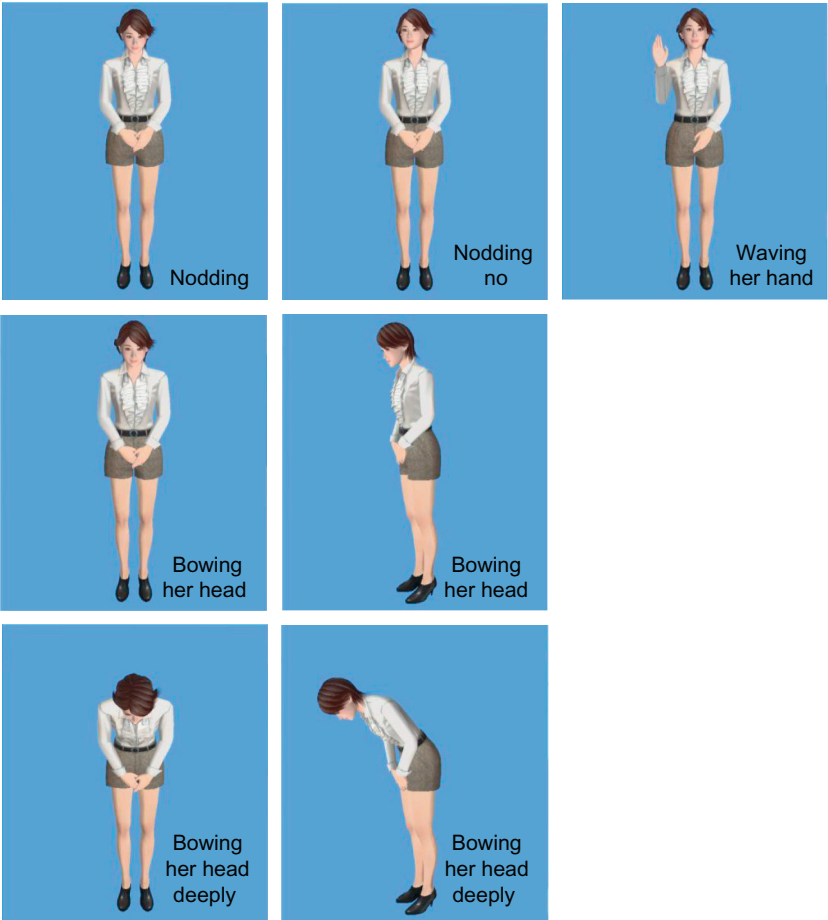 Nodding
Nodding
no
Waving
her hand
Bowing
her head
Bowing
her head
Bowing
her head
deeply
Bowing
her head
deeply